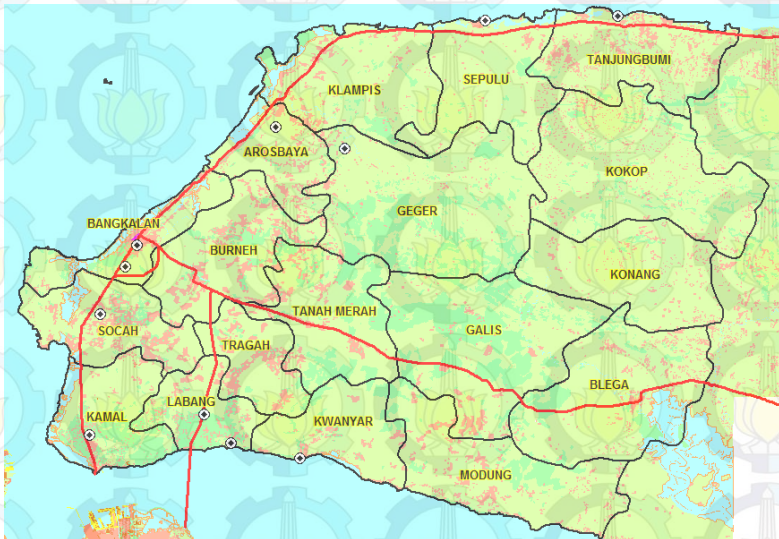 TANJUNGBUMI
SEPULU
KLAMPIS
AROSBAYA
KOKOP
GEGER
BANGKALAN
BURNEH
KONANG
TANAH MERAH
SOCAH
GALIS
TRAGAH
BLEGA
LABANG
KAMAL
KWANYAR
MODUNG